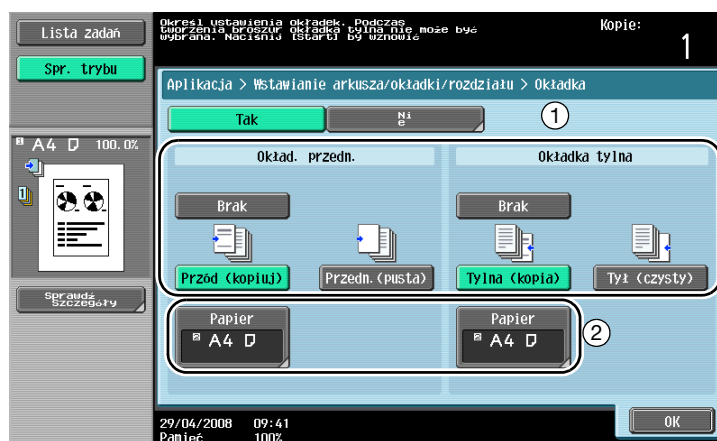 Lista zadań
Spr. trybu
Określ ustawienia okładek. Podczas
tworzenia broszur okładka tylna nie może być
wybrana. Naciśnij [Start] by wznowić
Kopie:
1
Aplikacja > Wstawianie arkusza/okładki/rozdziału > Okładka
Tak
Ni
e
1
A4 100.0%
Okład. przedn.
Okładka tylna
Brak
Brak
1
Przód (kopiuj)
Przedn.(pusta)
Tylna (kopia)
Tył (czysty)
Sprawdź
Szczegóły
Papier
2 A4
Papier
2 A4
2
29/04/2008 09:41
Pamięć 100%
OK